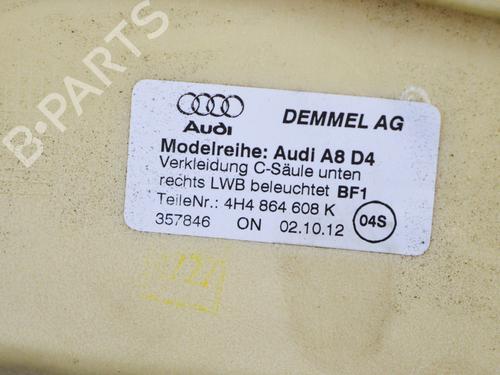 B-PARTS
Audi
DEMMEL AG
Modelreihe: Audi A8 D4
Verkleidung C-Säule unten
rechts LWB beleuchtet BF1
TeileNr.: 4H4 864 608 K
357846 ON 02.10.12 04S